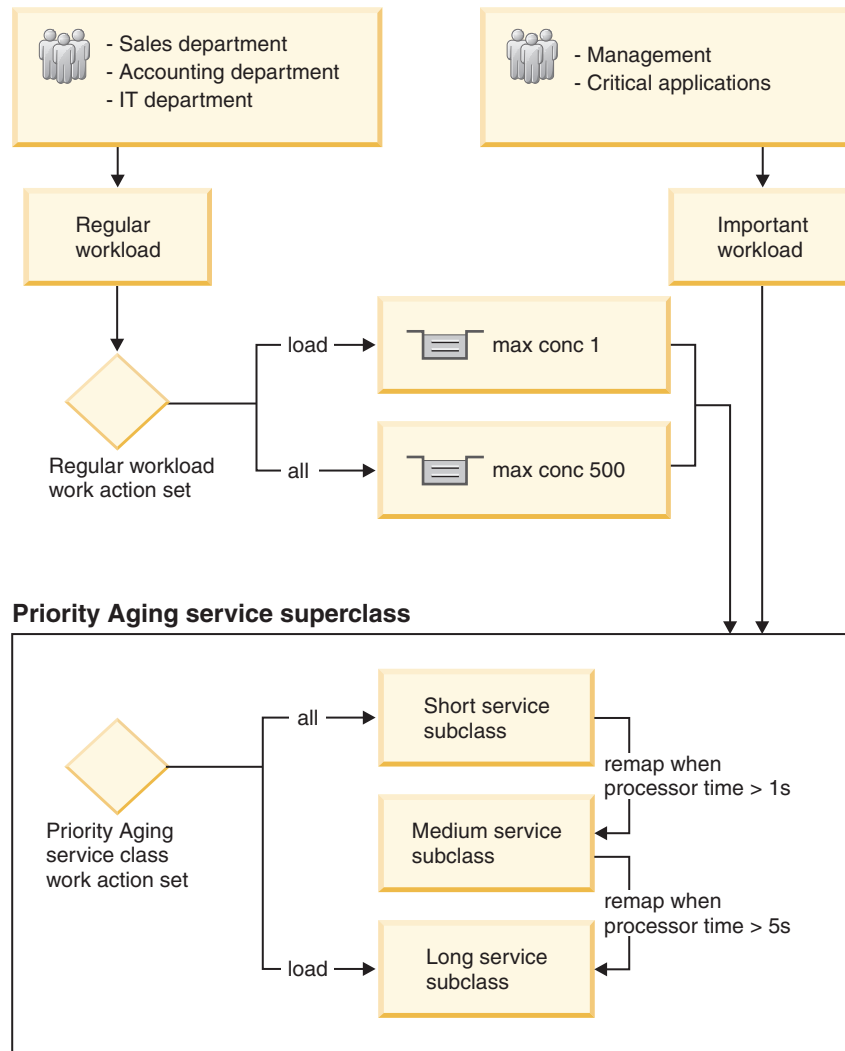 - Sales department
- Accounting department
- IT department
- Management
- Critical applications
Regular
workload
Important
workload
load
max conc 1
all
max conc 500
Regular workload
work action set
Priority Aging service superclass
all
Short service
subclass
remap when
processor time > 1s
Medium service
subclass
Priority Aging
service class
work action set
remap when
processor time > 5s
load
Long service
subclass